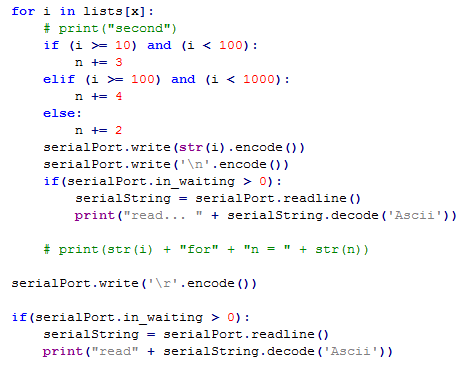 for i in lists[x]:
    # print("second")
    if (i >= 10) and (i < 100):
        n += 3
    elif (i >= 100) and (i < 1000):
        n += 4
    else:
        n += 2
    serialPort.write(str(i).encode())
    serialPort.write('\n'.encode())
    if(serialPort.in_waiting > 0):
        serialString = serialPort.readline()
        print("read... " + serialString.decode('Ascii'))

    # print(str(i) + "for" + "n = " + str(n))

serialPort.write('\r'.encode())

if(serialPort.in_waiting > 0):
    serialString = serialPort.readline()
    print("read" + serialString.decode('Ascii'))